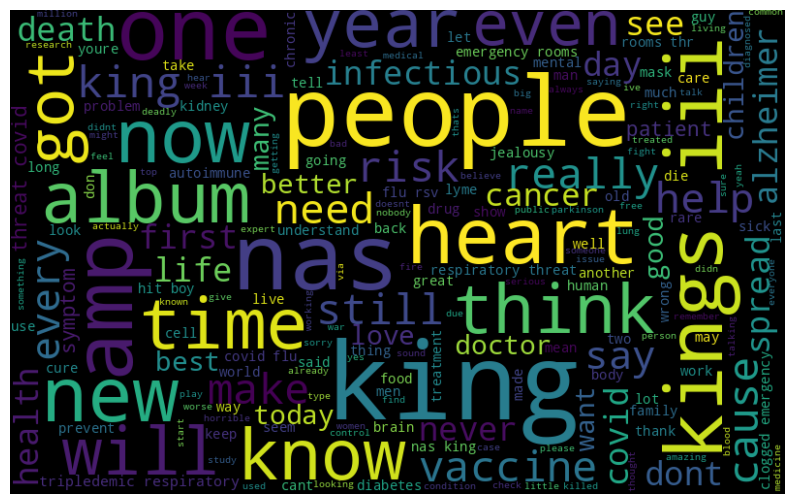 million
death
youre
research
one
year
even
chronic
let
emergency rooms
see
rooms thr
guy
living
common
diagnosed
take
king iii
infectious
mental
day
mask
care
children
iiii
alzheimer
got
problem
hear
week
deadly
kidney
tell
man
big
saying
ive
right
talk
much
now
people
many
didnt
might
feel
getting
thats
always
name
patient
threat covid
long
top
autoimmune
going
bad
jealousy
fight
treated
yeah
sure
die
don
risk
really
album
better
flu rsv
lyme
believe
doesnt
nobody
old
free
help
look
actually
need
drug
show
cancer
public
parkinson
lung
rare
sick
last
every
first
expert
understand
back
well
someone
issue
good
nas
heart
life
via
great
respiratory threat
another
wrong
didn
something
symptom
hit boy
fire
human
serious
kings
spread
everyone
amp
known
give
live
working
still
think
may
remember
use
time
cell
war
love
treatment
due
two
person
talking
cure
best
covid flu
sorry
yes
said
thing
sound
doctor
mean
say
work
health
world
already
made
body
cause
new
make
food
men
find
covid
lot
family
thank
blood
prevent
worse
play
way
type
today
king
never
want
thought
amazing
will
start
horrible
keep
seem
women
control
brain
know
nas king
case
please
vaccine
dont
clogged emergency
medicine
tripledemic respiratory
study
used
cant
looking
diabetes
condition
check
little
killed
least
medical